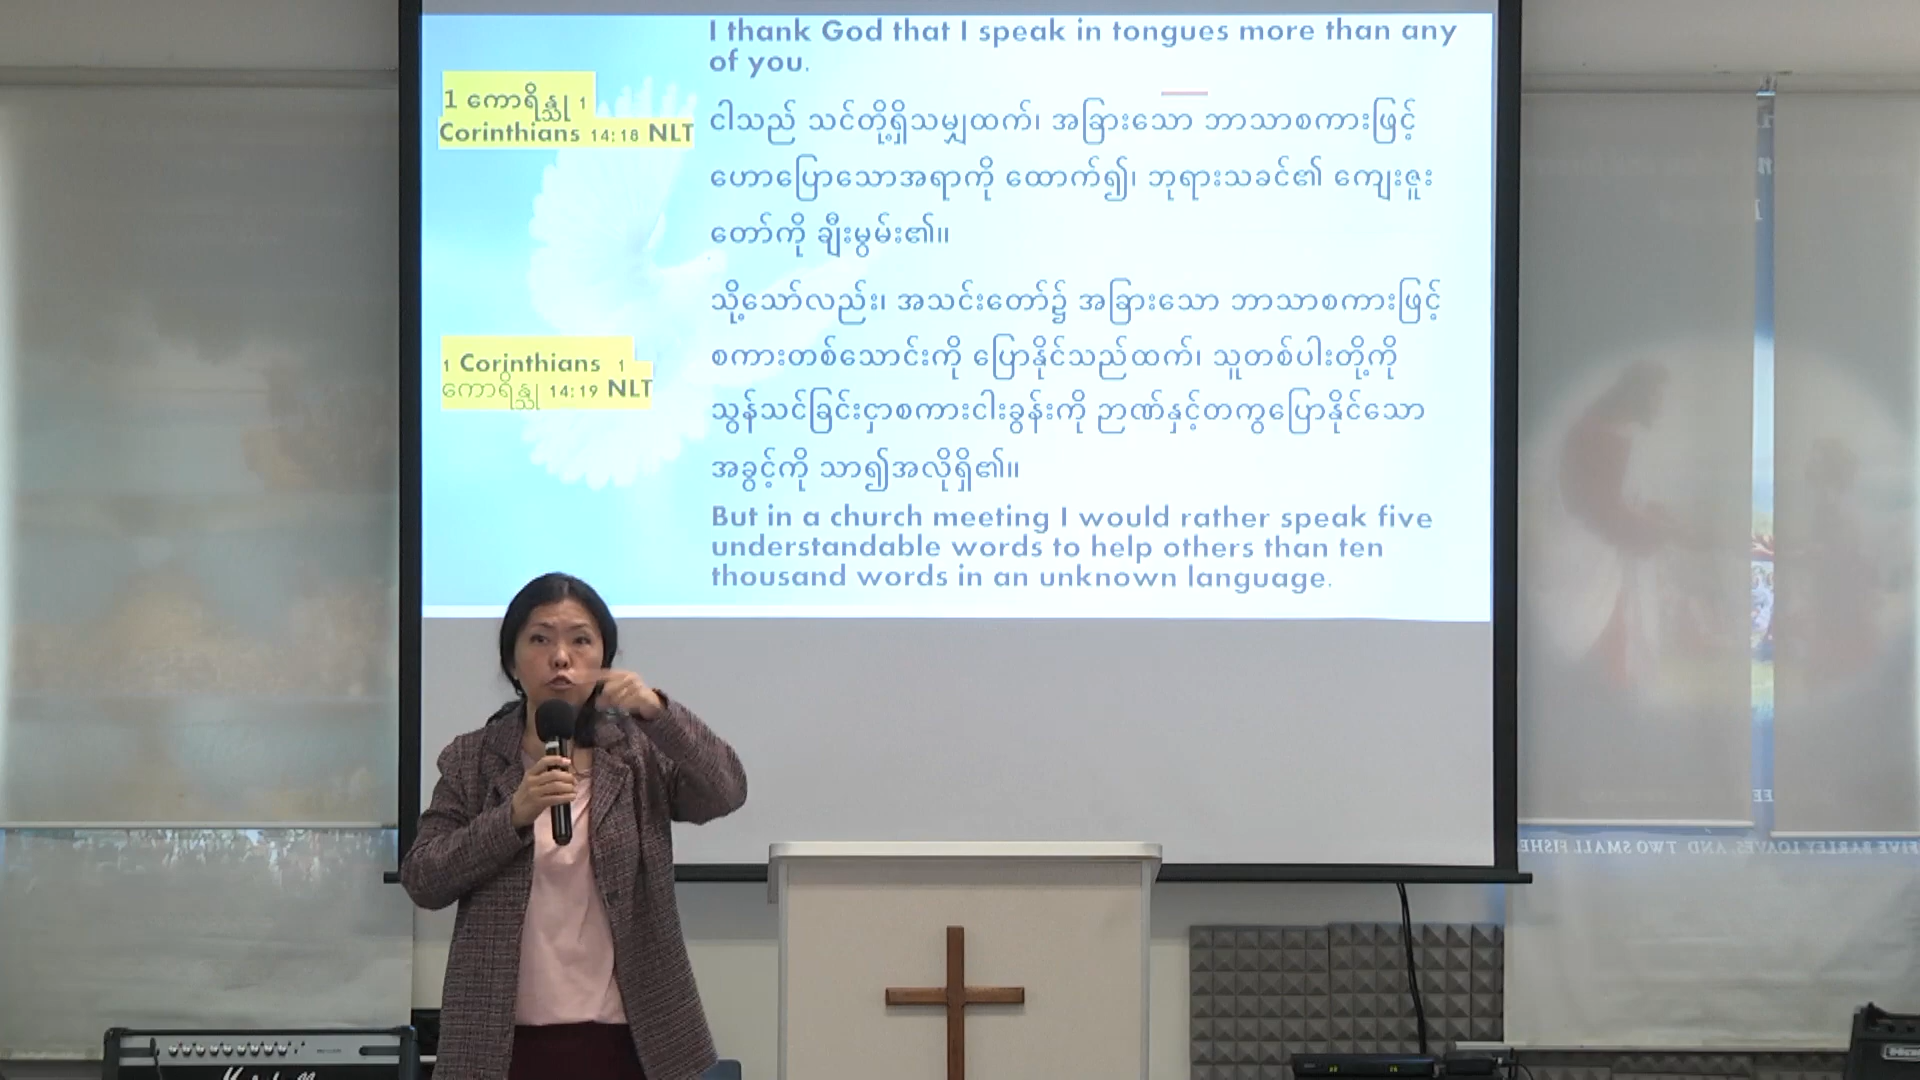 I thank God that I speak in tongues more than any
of you.
1 ကောရိန္သု 1
Corinthians 14:18 NLT
ငါသည် သင်တို့ရှိသမျှထက်၊ အခြားသော ဘာသာစကားဖြင့်
ဟောပြောသောအရာကို ထောက်၍၊ ဘုရားသခင်၏ ကျေးဇူး
တော်ကို ချီးမွမ်း၏။
သို့သော်လည်း၊ အသင်းတော်၌ အခြားသော ဘာသာစကားဖြင့်
စကားတစ်သောင်းကို ပြောနိုင်သည်ထက်၊ သူတစ်ပါးတို့ကို
သွန်သင်ခြင်းငှာစကားငါးခွန်းကို ဉာဏ်နှင့်တကွပြောနိုင်သော
အခွင့်ကို သာ၍အလိုရှိ၏။
1 Corinthians 1
ကောရိန္သု 14:19 NLT
But in a church meeting I would rather speak five
understandable words to help others than ten
thousand words in an unknown language.
FIVE BARLEY LOAVES, AND TWO SMALL FISHE